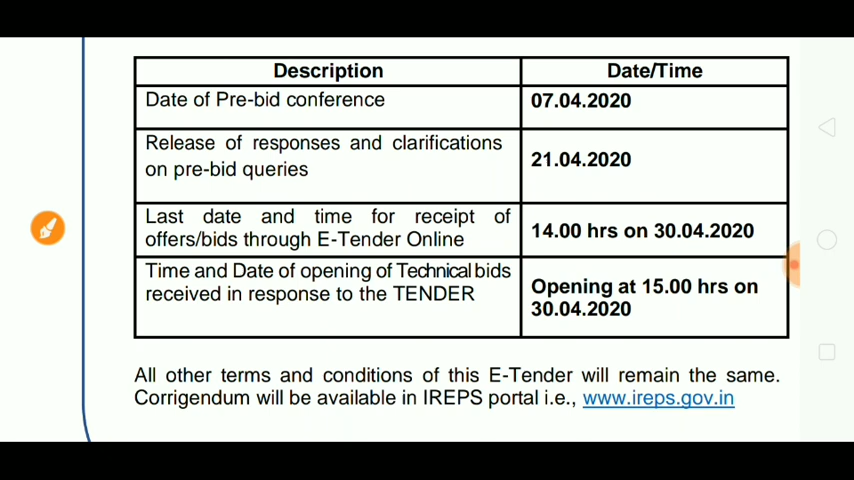 Description
Date/Time
Date of Pre-bid conference
07.04.2020
Release of responses and clarifications
on pre-bid queries
21.04.2020
Last date and time for receipt of
offers/bids through E-Tender Online
14.00 hrs on 30.04.2020
Time and Date of opening of Technical bids
received in response to the TENDER
Opening at 15.00 hrs on
30.04.2020
All other terms and conditions of this E-Tender will remain the same.
Corrigendum will be available in IREPS portal i.e., www.ireps.gov.in